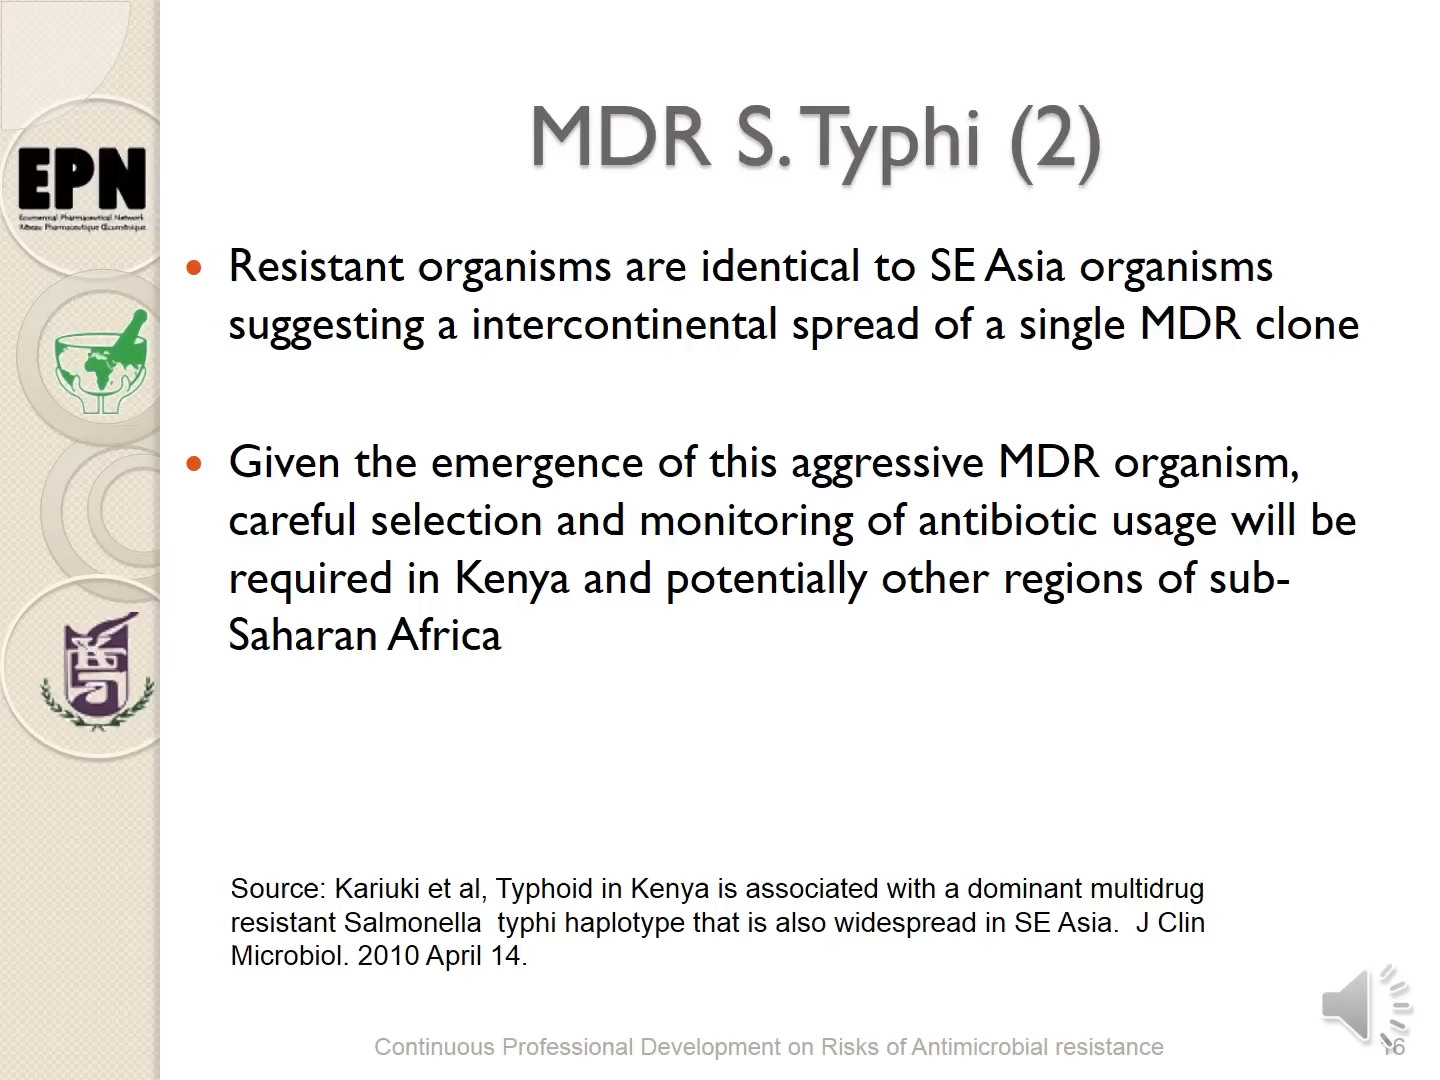 MDR S. Typhi (2)
EPN
Ecumenical Pharmaceutical Network
Réseau Pharmaceutique Œcuménique
• Resistant organisms are identical to SE Asia organisms
suggesting a intercontinental spread of a single MDR clone
• Given the emergence of this aggressive MDR organism,
careful selection and monitoring of antibiotic usage will be
required in Kenya and potentially other regions of sub-
Saharan Africa
Source: Kariuki et al, Typhoid in Kenya is associated with a dominant multidrug
resistant Salmonella  typhi haplotype that is also widespread in SE Asia.  J Clin
Microbiol. 2010 April 14.
Continuous Professional Development on Risks of Antimicrobial resistance
16